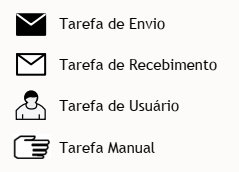 Tarefa de Envio
Tarefa de Recebimento
Tarefa de Usuário
Tarefa Manual